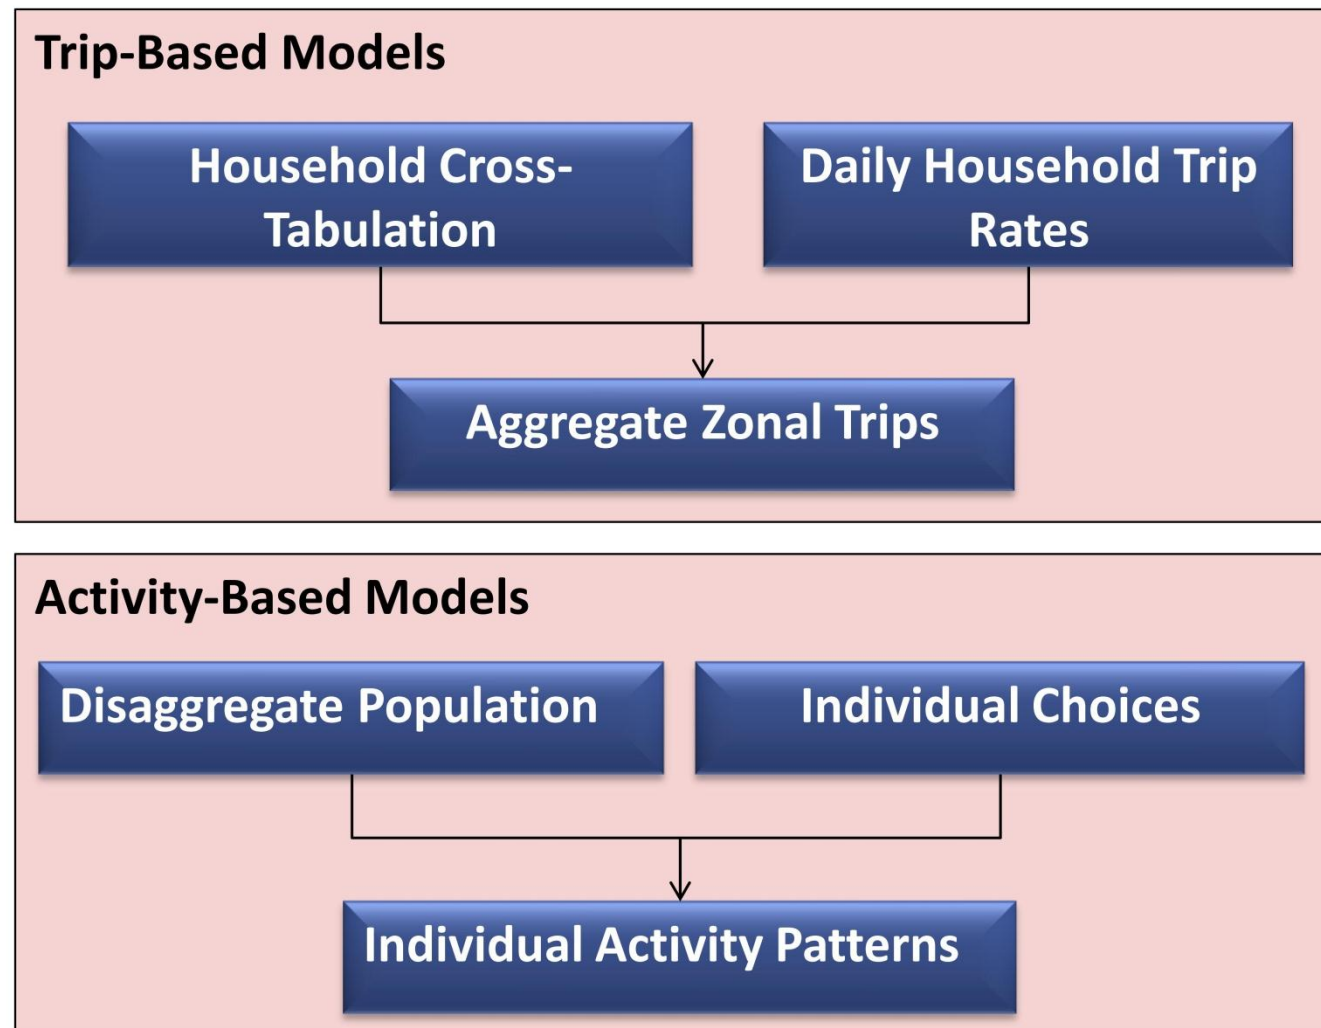 Trip-Based Models
Household Cross-
Tabulation
Daily Household Trip
Rates
Aggregate Zonal Trips
Activity-Based Models
Disaggregate Population
Individual Choices
Individual Activity Patterns